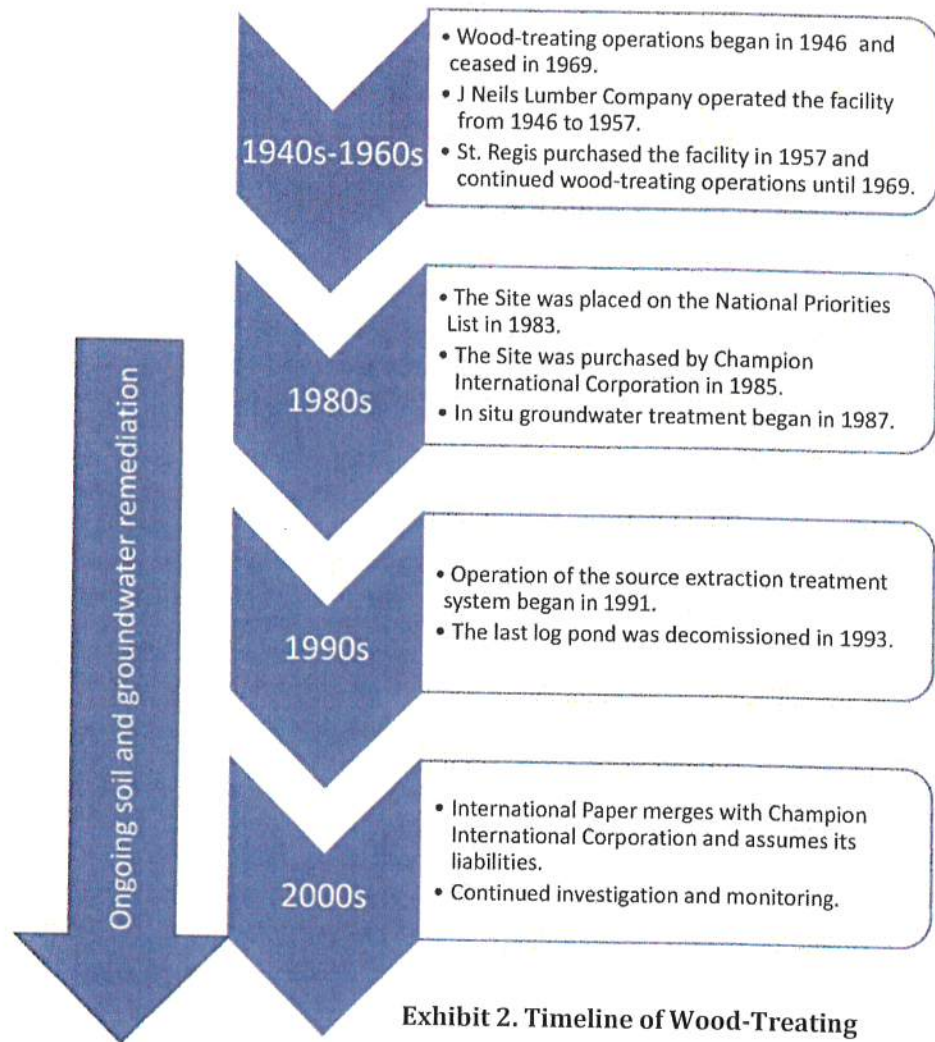 1940s-1960s
• Wood-treating operations began in 1946 and
ceased in 1969.
• J Neils Lumber Company operated the facility
from 1946 to 1957.
• St. Regis purchased the facility in 1957 and
continued wood-treating operations until 1969.
Ongoing soil and groundwater remediation
1980s
• The Site was placed on the National Priorities
List in 1983.
• The Site was purchased by Champion
International Corporation in 1985.
• In situ groundwater treatment began in 1987.
1990s
• Operation of the source extraction treatment
system began in 1991.
• The last log pond was decomissioned in 1993.
2000s
• International Paper merges with Champion
International Corporation and assumes its
liabilities.
• Continued investigation and monitoring.
Exhibit 2. Timeline of Wood-Treating